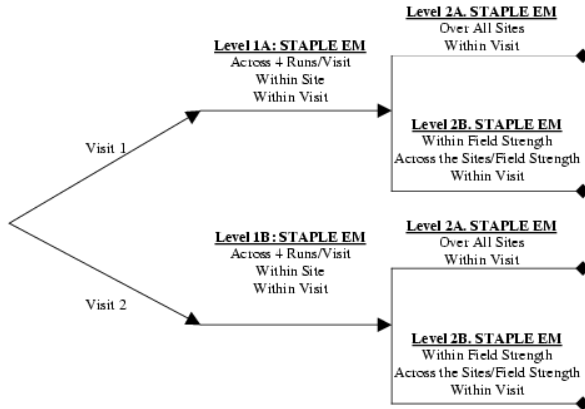 Level 2A. STAPLE EM
Over All Sites
Within Visit
Level 1A: STAPLE EM
Across 4 Runs/Visit
Within Site
Within Visit
Level 2B. STAPLE EM
Within Field Strength
Across the Sites/Field Strength
Within Visit
Visit 1
Level 2A. STAPLE EM
Over All Sites
Within Visit
Level 1B: STAPLE EM
Across 4 Runs/Visit
Within Site
Within Visit
Visit 2
Level 2B. STAPLE EM
Within Field Strength
Across the Sites/Field Strength
Within Visit